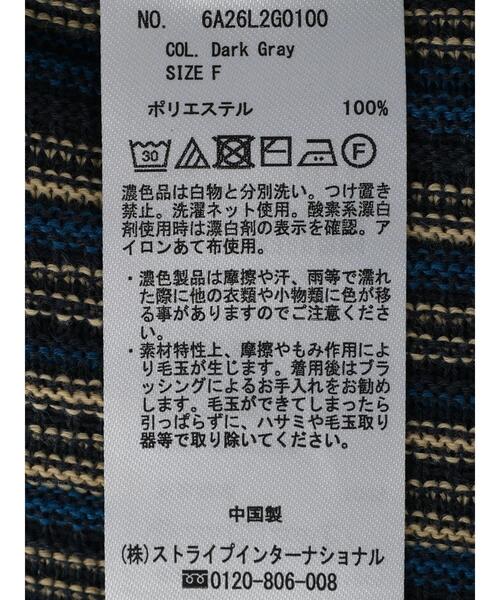 NO. 6A26L2G0100
COL. Dark Gray
SIZE F
ポリエステル 100%
30 F
濃色品は白物と分別洗い。つけ置き
禁止。洗濯ネット使用。酸素系漂白
剤使用時は漂白剤の表示を確認。ア
イロンあて布使用。
・濃色製品は摩擦や汗、雨等で濡れ
た際に他の衣類や小物類に色が移
る事がありますのでご注意くださ
い。
・素材特性上、摩擦やもみ作用によ
り毛玉が生じます。着用後はブラ
ッシングによるお手入れをお勧め
します。毛玉ができてしまったら
引っぱらずに、ハサミや毛玉取り
器等で取り除いてください。
中国製
(株)ストライプインターナショナル
0120-806-008